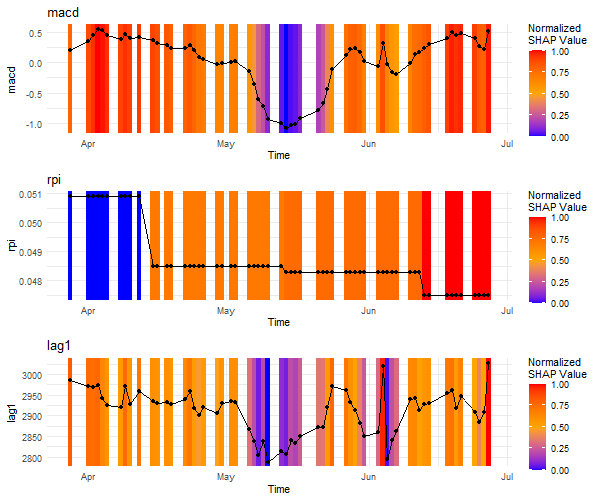 macd
macd
0.5
0.0
-0.5
-1.0
Apr May Jun Jul
Time
Normalized
SHAP Value
1.00
0.75
0.50
0.25
0.00
rpi
rpi
0.051
0.050
0.049
0.048
Apr May Jun Jul
Time
Normalized
SHAP Value
1.00
0.75
0.50
0.25
0.00
lag1
lag1
3000
2950
2900
2850
2800
Apr May Jun Jul
Time
Normalized
SHAP Value
1.00
0.75
0.50
0.25
0.00